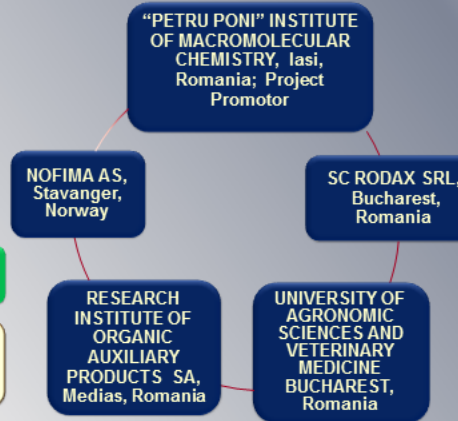 “PETRU PONI” INSTITUTE
OF MACROMOLECULAR
CHEMISTRY, Iasi,
Romania; Project
Promotor
NOFIMA AS,
Stavanger,
Norway
SC RODAX SRL,
Bucharest,
Romania
RESEARCH
INSTITUTE OF
ORGANIC
AUXILIARY
PRODUCTS SA,
Medias, Romania
UNIVERSITY OF
AGRONOMIC
SCIENCES AND
VETERINARY
MEDICINE
BUCHAREST,
Romania